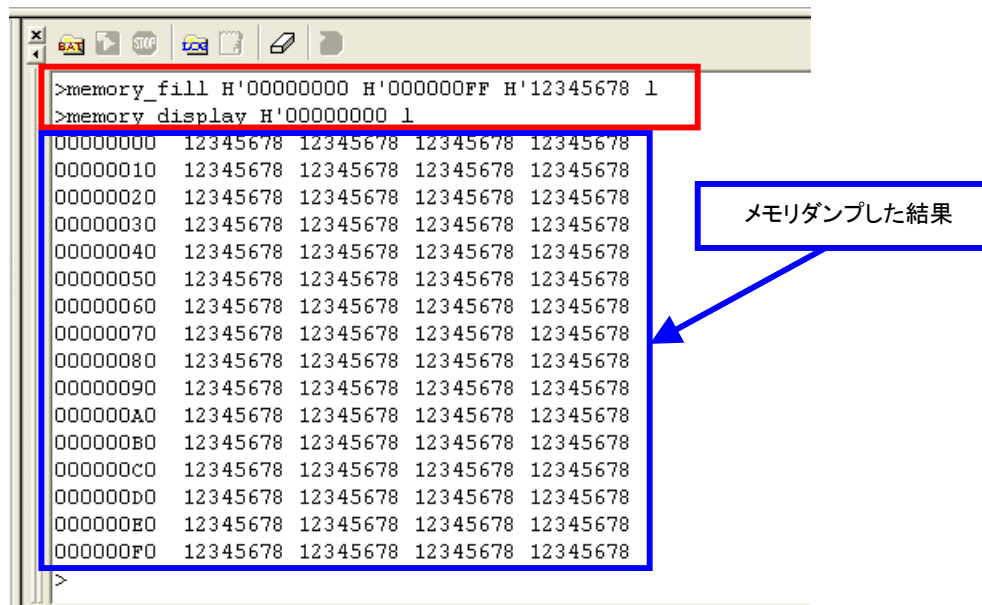 BAT STOP LOG
>memory_fill H'00000000 H'000000FF H'12345678 l
>memory_display H'00000000 l
00000000 12345678 12345678 12345678 12345678
00000010 12345678 12345678 12345678 12345678
00000020 12345678 12345678 12345678 12345678
00000030 12345678 12345678 12345678 12345678
00000040 12345678 12345678 12345678 12345678
00000050 12345678 12345678 12345678 12345678
00000060 12345678 12345678 12345678 12345678
00000070 12345678 12345678 12345678 12345678
00000080 12345678 12345678 12345678 12345678
00000090 12345678 12345678 12345678 12345678
000000A0 12345678 12345678 12345678 12345678
000000B0 12345678 12345678 12345678 12345678
000000C0 12345678 12345678 12345678 12345678
000000D0 12345678 12345678 12345678 12345678
000000E0 12345678 12345678 12345678 12345678
000000F0 12345678 12345678 12345678 12345678
>
メモリダンプした結果